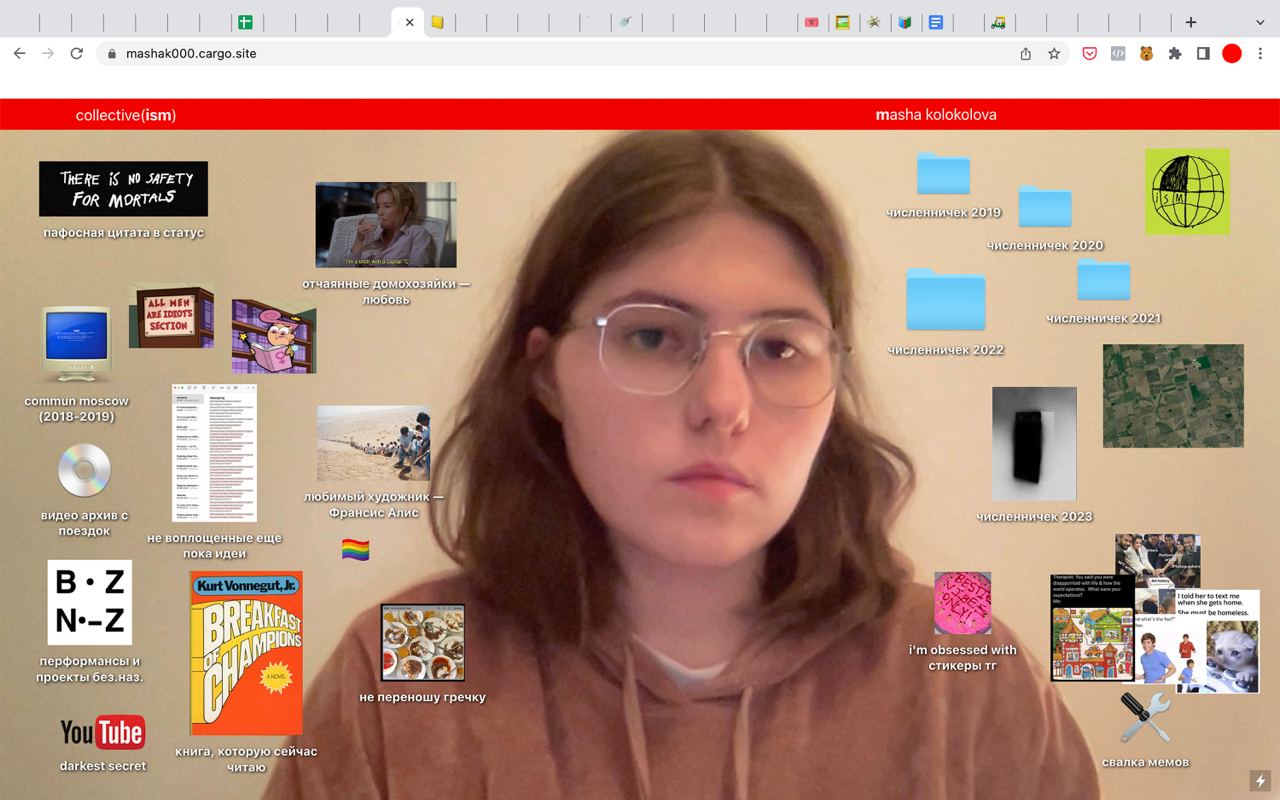 mashak000.cargo.site
collective(ism)
masha kolokolova
THERE IS NO SAFETY
FOR MORTALS
пафосная цитата в статус
I'm a bitch with a capital "C".
отчаянные домохозяйки —
любовь
численничек 2019
численничек 2020
iSM
численничек 2021
численничек 2022
ALL MEN
ARE IDIOTS
SECTION
commun moscow
(2018-2019)
любимый художник —
Франсис Алис
численничек 2023
видео архив с
поездок
не воплощенные еще
пока идеи
B·Z
N·–Z
перформансы и
проекты без.наз.
Kurt Vonnegut, Jr.
BREAKFAST
OF
CHAMPIONS
A NOVEL
книга, которую сейчас
читаю
не переношу гречку
BEST
VIBES
ONLY
i'm obsessed with
стикеры тг
Art history
Therapist: You said you were
disappointed with life & how the
world operates. What were your
expectations?
Me:
I told her to text me
when she gets home.
She must be homeless.
YouTube
darkest secret
свалка мемов